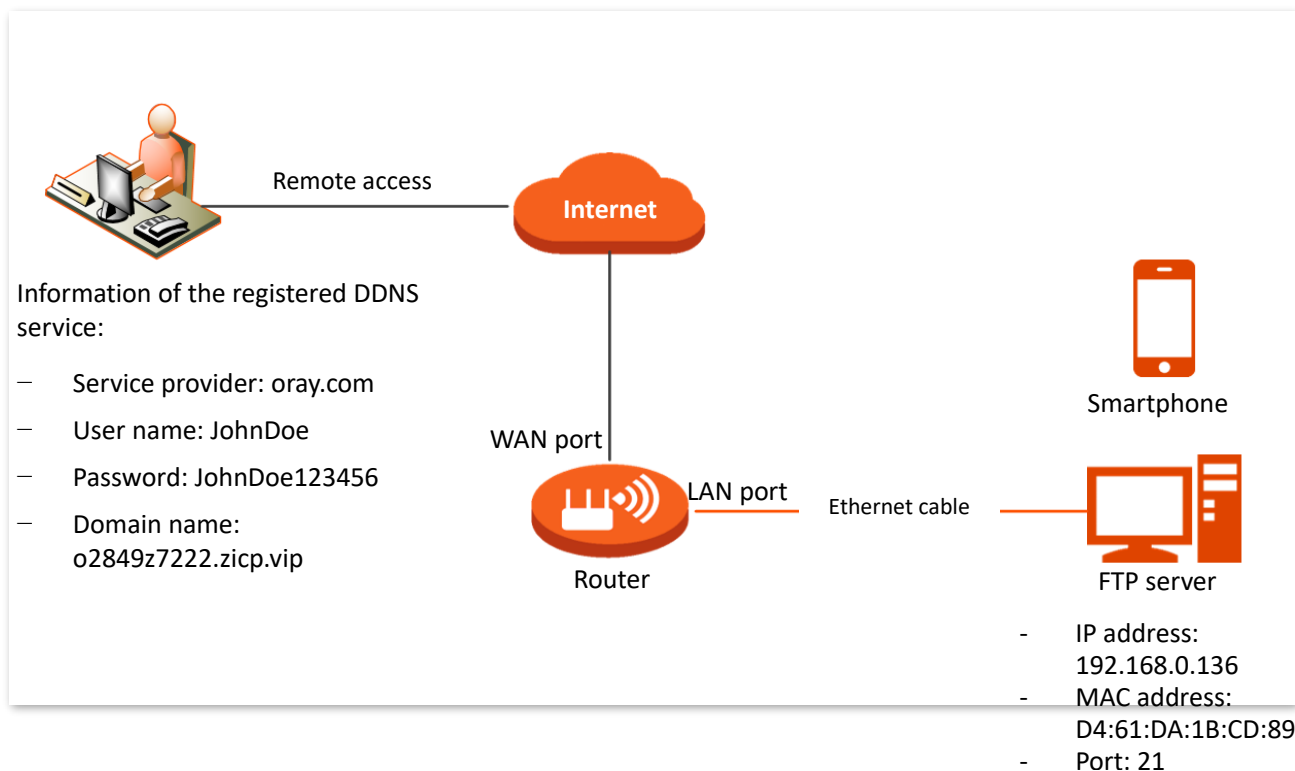 Remote access
Internet
Information of the registered DDNS
service:
— Service provider: oray.com
— User name: JohnDoe
— Password: JohnDoe123456
— Domain name:
o2849z7222.zicp.vip
WAN port
LAN port
Ethernet cable
Router
Smartphone
FTP server
- IP address:
192.168.0.136
- MAC address:
D4:61:DA:1B:CD:89
- Port: 21